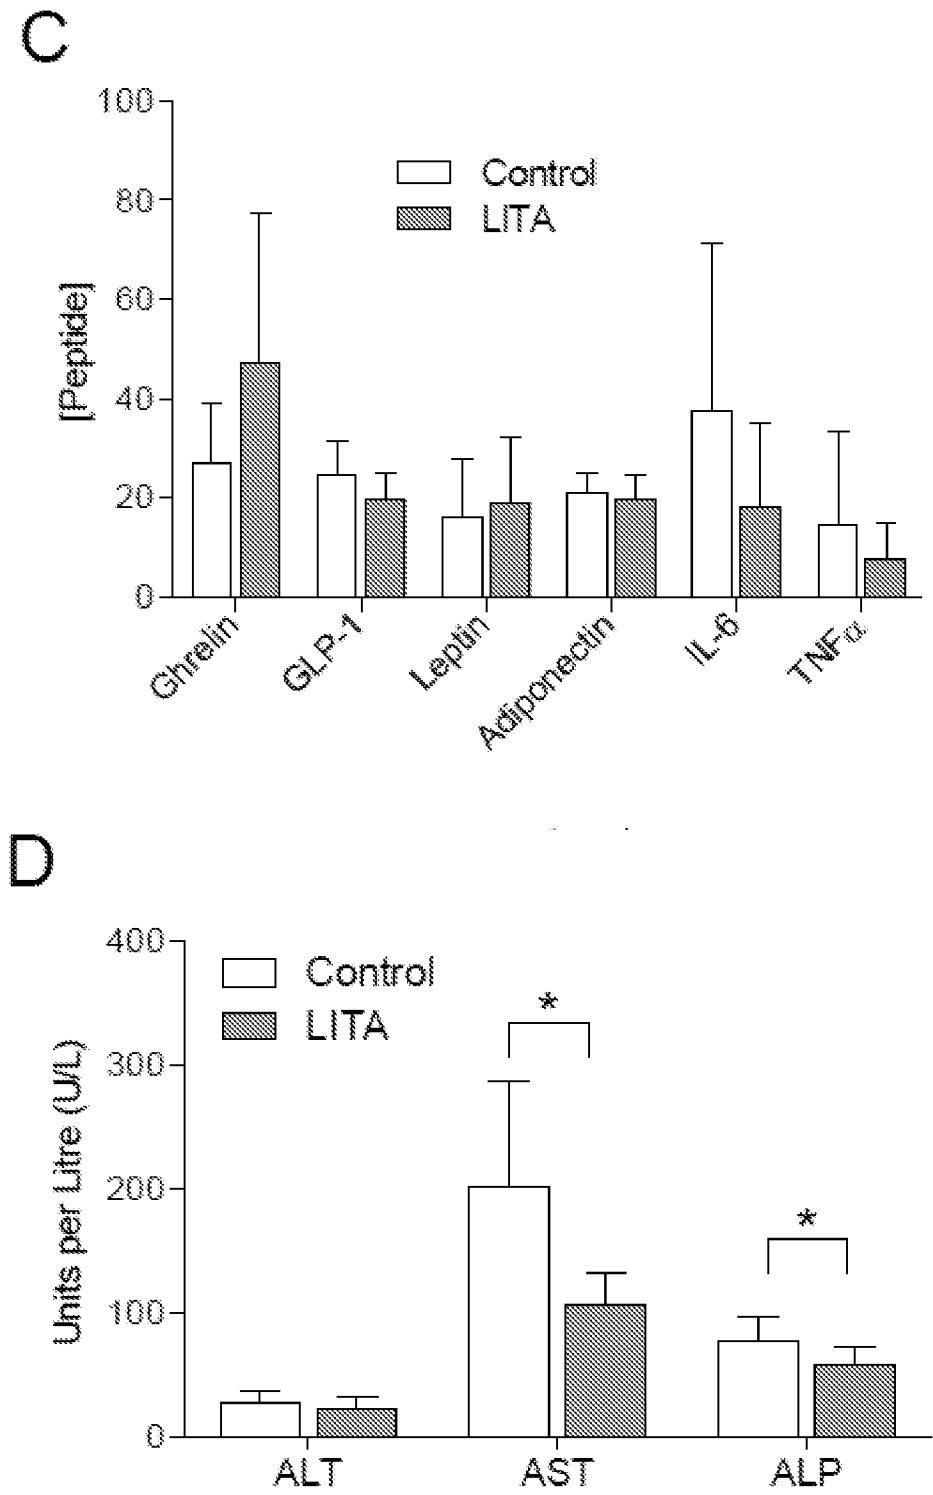 C
100
80
60
40
20
0
[Peptide]
Control
LITA
Ghrelin
GLP-1
Leptin
Adiponectin
IL-6
TNFα
D
400
300
200
100
0
Units per Litre (U/L)
Control
LITA
*
*
ALT
AST
ALP